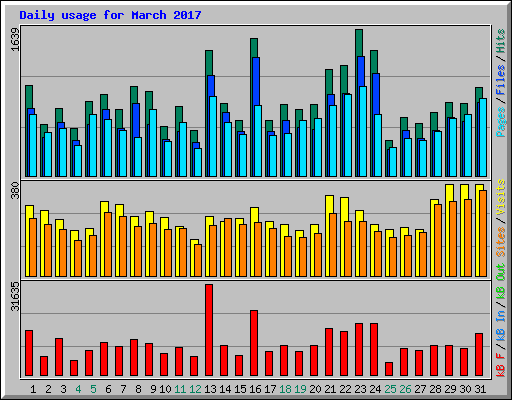 Daily usage for March 2017
1639
Pages / Files / Hits
380
Sites / Visits
31635
kB F / kB In / kB Out
1 2 3 4 5 6 7 8 9 10 11 12 13 14 15 16 17 18 19 20 21 22 23 24 25 26 27 28 29 30 31